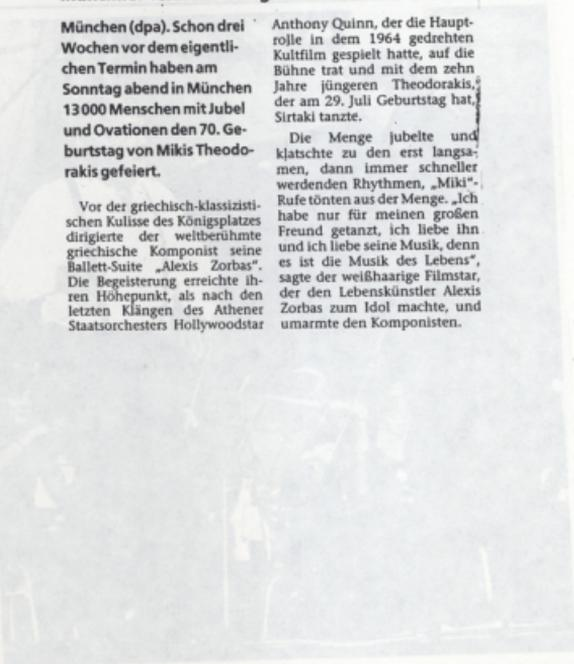 München (dpa). Schon drei
Wochen vor dem eigentli-
chen Termin haben am
Sonntag abend in München
13000 Menschen mit Jubel
und Ovationen den 70. Ge-
burtstag von Mikis Theodo-
rakis gefeiert.
Vor der griechisch-klassizisti-
schen Kulisse des Königsplatzes
dirigierte der weltberühmte
griechische Komponist seine
Ballett-Suite „Alexis Zorbas“.
Die Begeisterung erreichte ih-
ren Höhepunkt, als nach den
letzten Klängen des Athener
Staatsorchesters Hollywoodstar
Anthony Quinn, der die Haupt-
rolle in dem 1964 gedrehten
Kultfilm gespielt hatte, auf die
Bühne trat und mit dem zehn
Jahre jüngeren Theodorakis,
der am 29. Juli Geburtstag hat,
Sirtaki tanzte.
Die Menge jubelte und
klatschte zu den erst langsa-
men, dann immer schneller
werdenden Rhythmen, „Miki“-
Rufe tönten aus der Menge. „Ich
habe nur für meinen großen
Freund getanzt, ich liebe ihn
und ich liebe seine Musik, denn
es ist die Musik des Lebens“,
sagte der weißhaarige Filmstar,
der den Lebenskünstler Alexis
Zorbas zum Idol machte, und
umarmte den Komponisten.